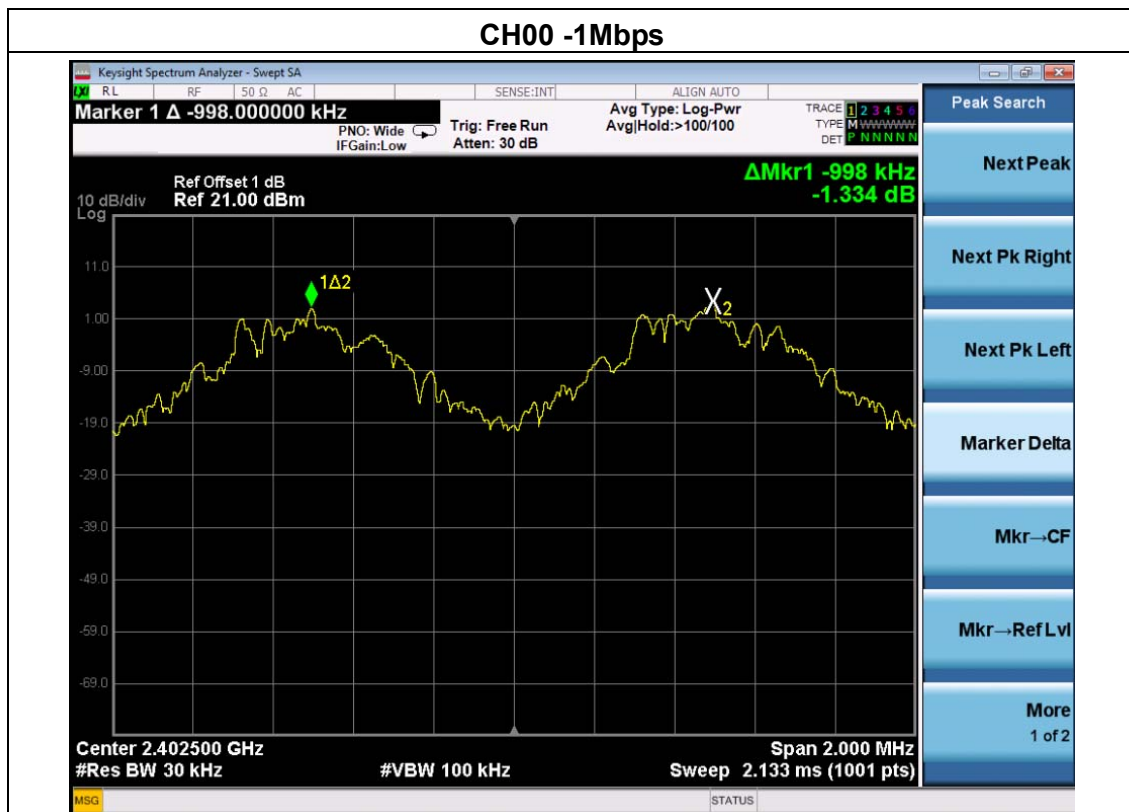 CH00 -1Mbps
Keysight Spectrum Analyzer - Swept SA
LXI RL RF 50 Ω AC SENSE:INT ALIGN AUTO
Marker 1 Δ -998.000000 kHz
PNO: Wide
IFGain:Low
Trig: Free Run
Atten: 30 dB
Avg Type: Log-Pwr
Avg|Hold:>100/100
TRACE 1 2 3 4 5 6
TYPE M WWWWW
DET P N N N N N
ΔMkr1 -998 kHz
-1.334 dB
Ref Offset 1 dB
10 dB/div Ref 21.00 dBm
Log
11.0
1.00
-9.00
-19.0
-29.0
-39.0
-49.0
-59.0
-69.0
1Δ2
X2
Center 2.402500 GHz Span 2.000 MHz
#Res BW 30 kHz #VBW 100 kHz Sweep 2.133 ms (1001 pts)
MSG STATUS
Peak Search
Next Peak
Next Pk Right
Next Pk Left
Marker Delta
Mkr→CF
Mkr→Ref Lvl
More
1 of 2